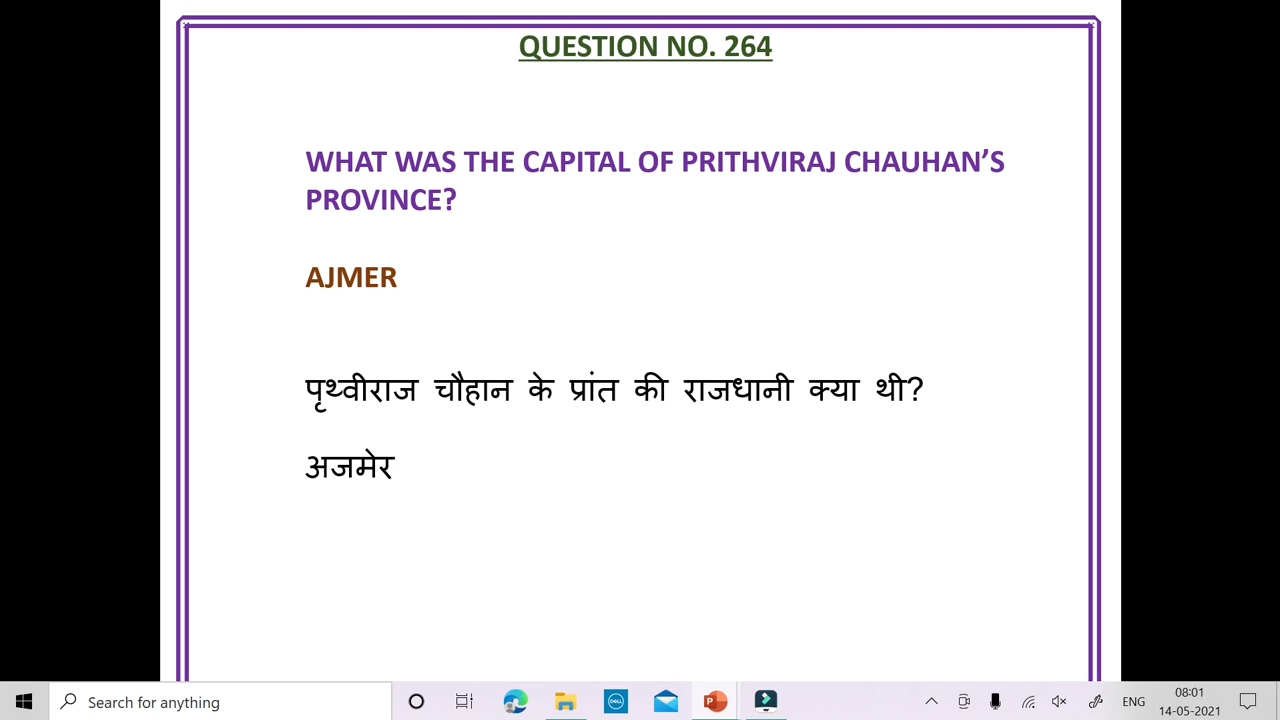 QUESTION NO. 264
WHAT WAS THE CAPITAL OF PRITHVIRAJ CHAUHAN’S
PROVINCE?
AJMER
पृथ्वीराज चौहान के प्रांत की राजधानी क्या थी?
अजमेर
Search for anything
DELL
P
ENG
08:01
14-05-2021